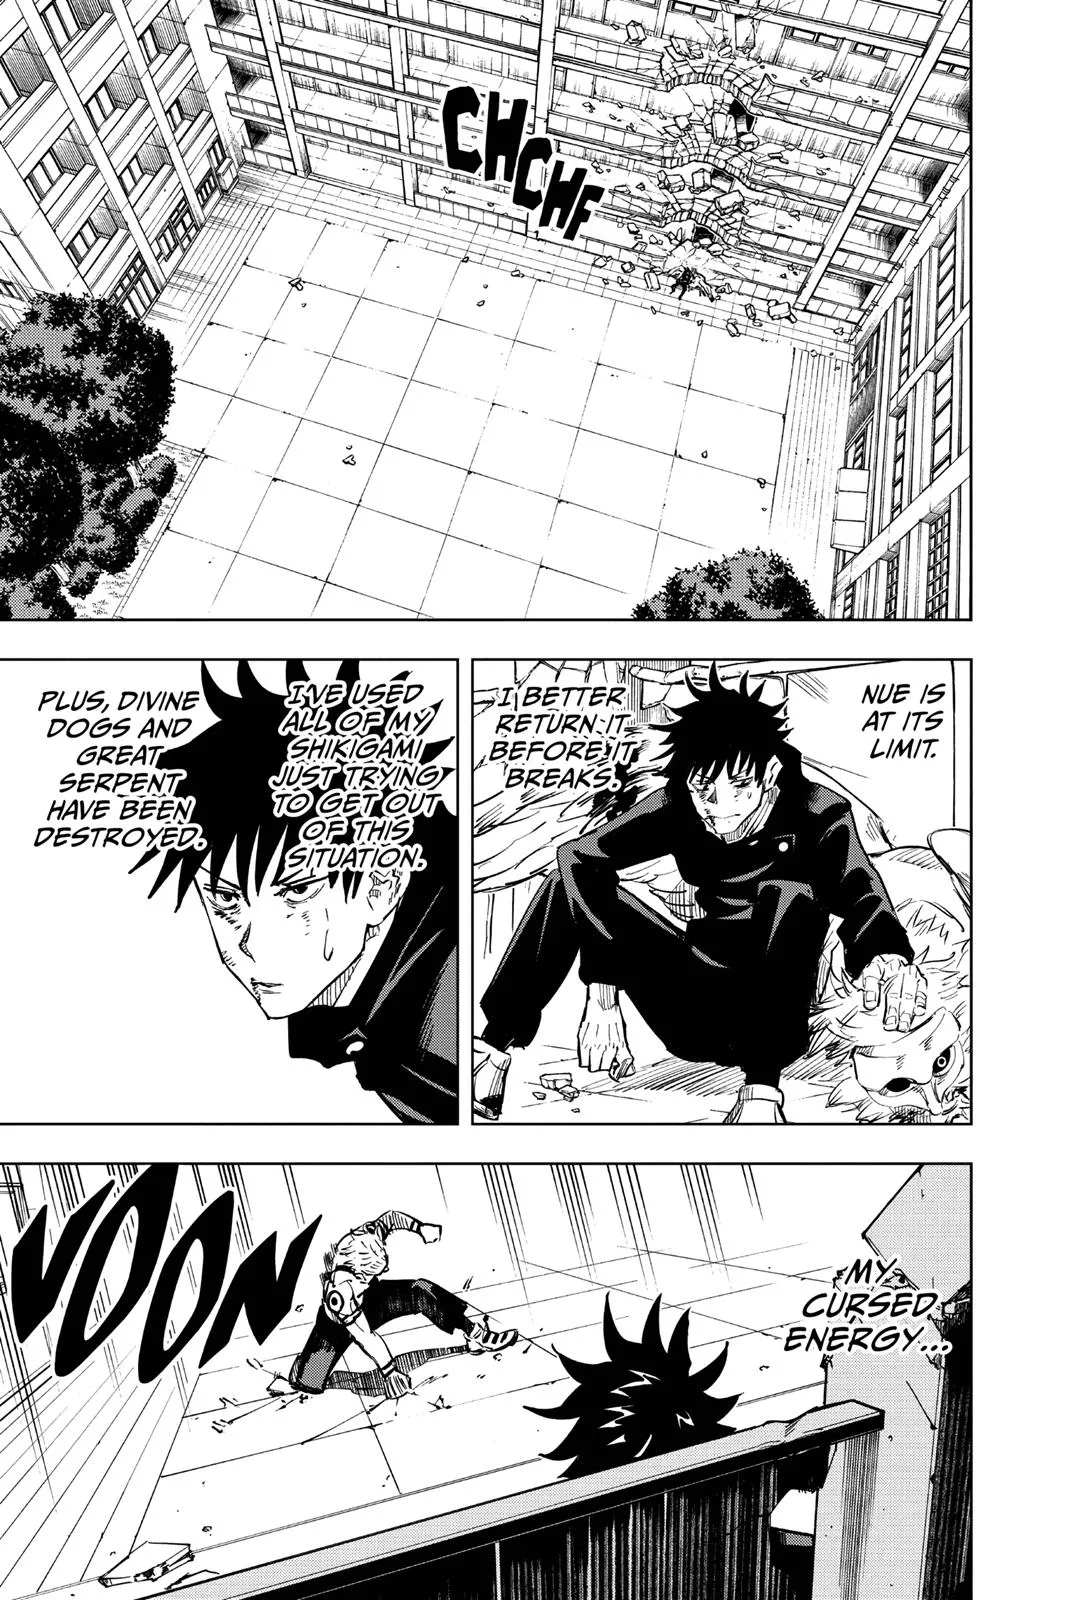 CHCHF
NUE IS
AT ITS
LIMIT.
I BETTER
RETURN IT
BEFORE IT
BREAKS.
I'VE USED
ALL OF MY
SHIKIGAMI
JUST TRYING
TO GET OUT
OF THIS
SITUATION.
PLUS, DIVINE
DOGS AND
GREAT
SERPENT
HAVE BEEN
DESTROYED.
VOON
MY
CURSED
ENERGY...